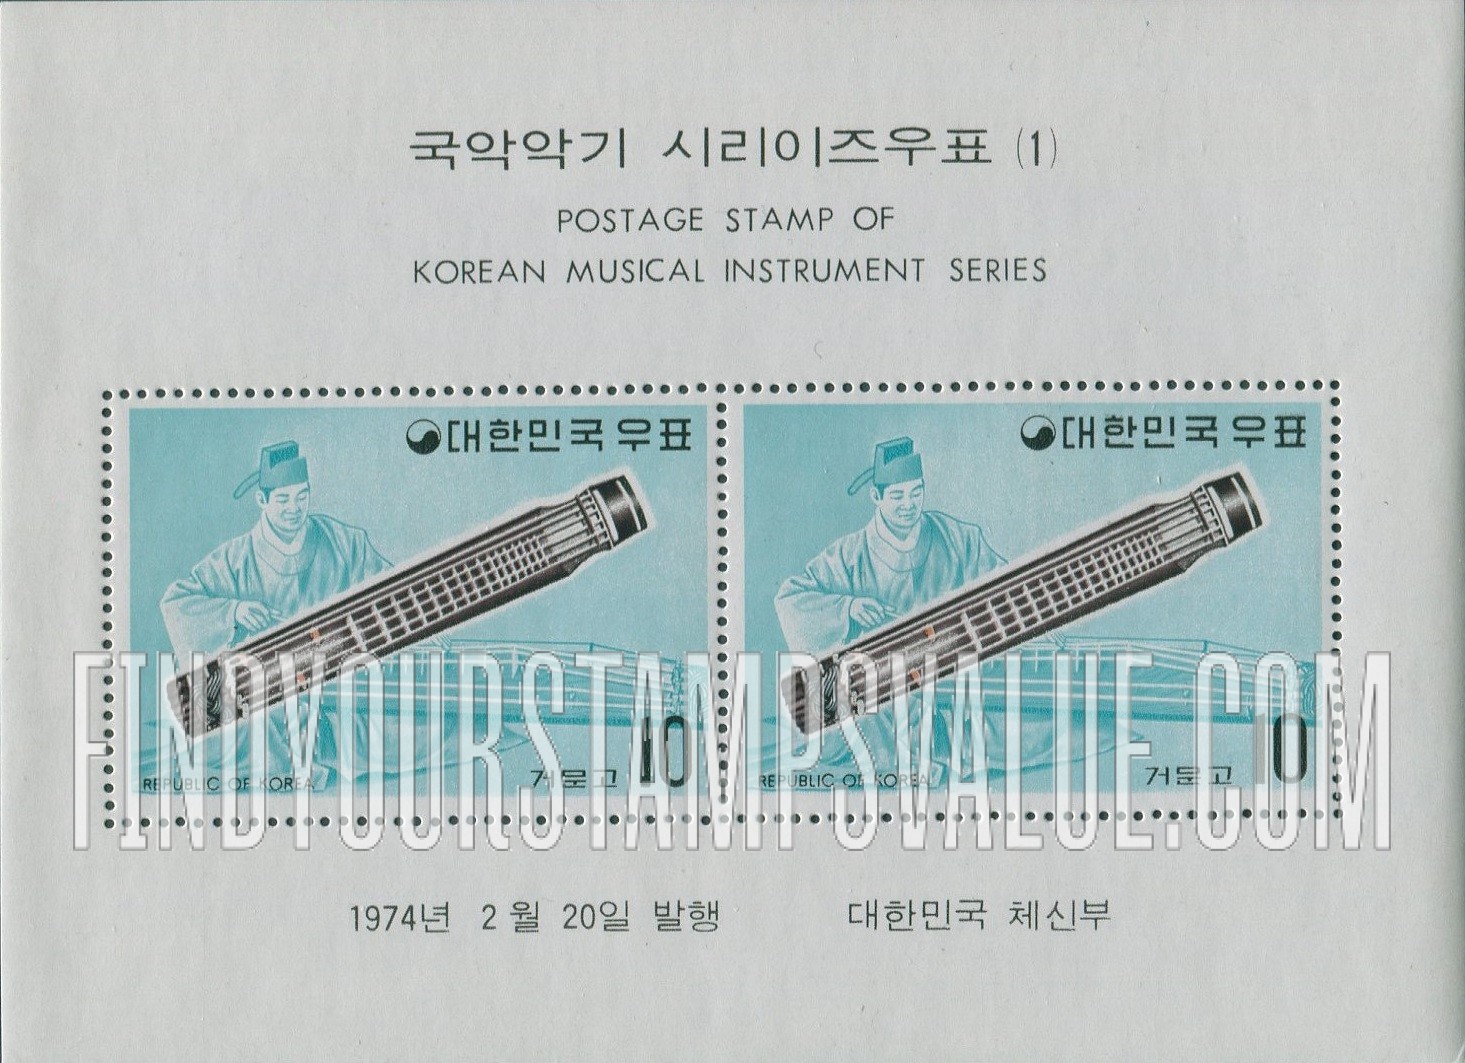 국악악기 시리이즈우표 (1)
POSTAGE STAMP OF
KOREAN MUSICAL INSTRUMENT SERIES
대한민국우표
REPUBLIC OF KOREA
거문고 10
대한민국우표
REPUBLIC OF KOREA
거문고 10
FINDYOURSTAMPSVALUE.COM
1974년 2월 20일 발행 대한민국 체신부